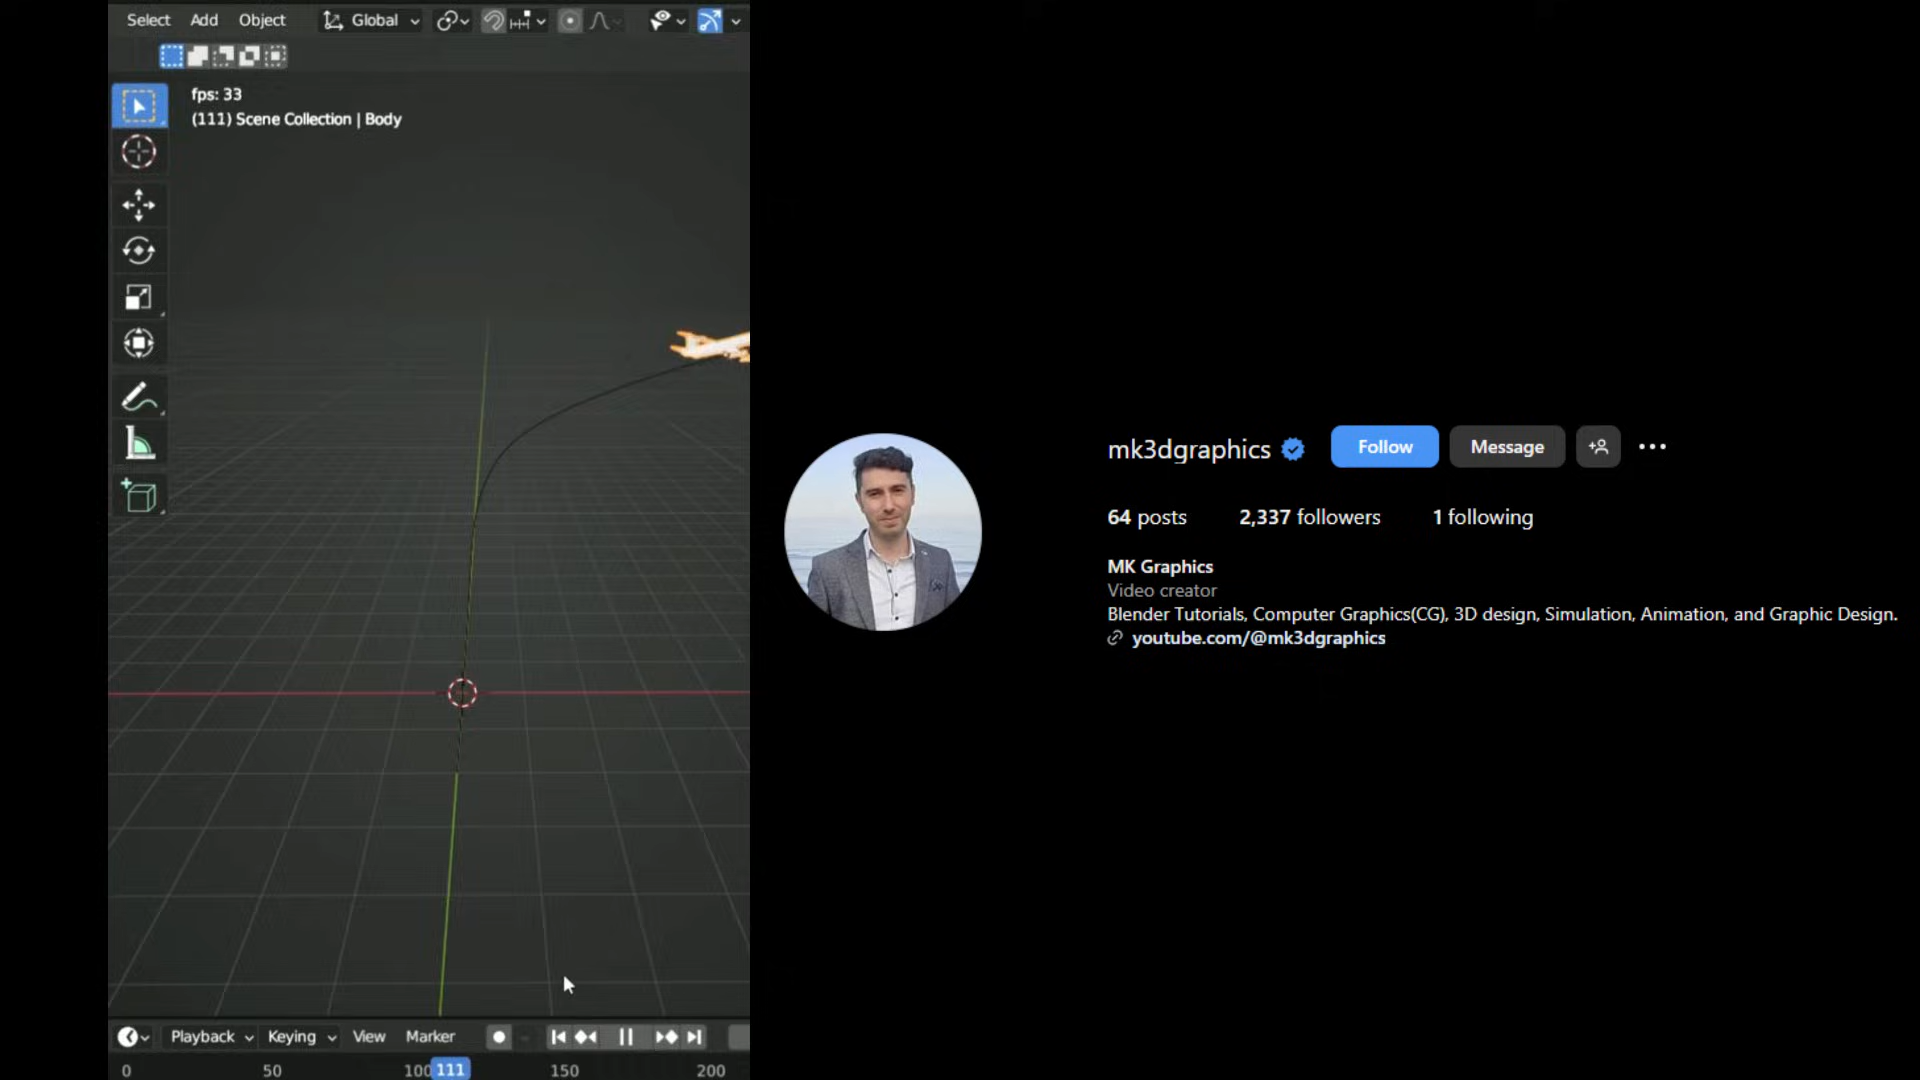 Select Add Object Global
fps: 33
(111) Scene Collection | Body
Playback Keying View Marker
0 50 100 111 150 200
mk3dgraphics Follow Message
64 posts 2,337 followers 1 following
MK Graphics
Video creator
Blender Tutorials, Computer Graphics(CG), 3D design, Simulation, Animation, and Graphic Design.
youtube.com/@mk3dgraphics